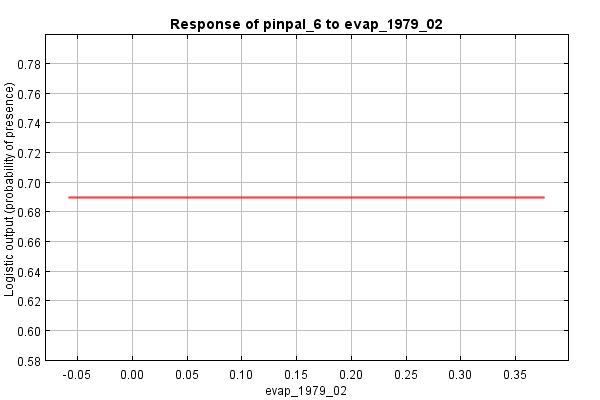 Response of pinpal_6 to evap_1979_02
Logistic output (probability of presence)
0.78
0.76
0.74
0.72
0.70
0.68
0.66
0.64
0.62
0.60
0.58
-0.05 0.00 0.05 0.10 0.15 0.20 0.25 0.30 0.35
evap_1979_02